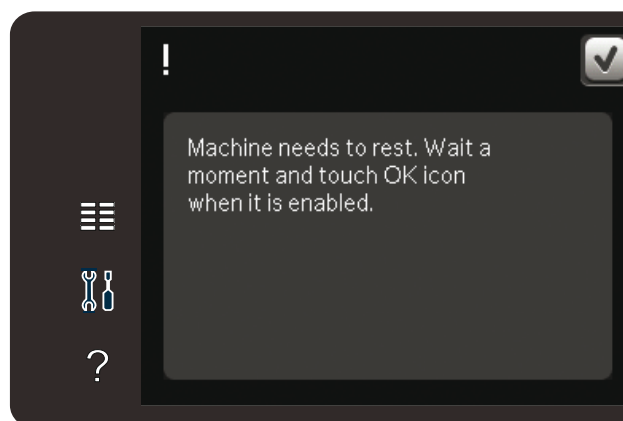 !
Machine needs to rest. Wait a
moment and touch OK icon
when it is enabled.
?